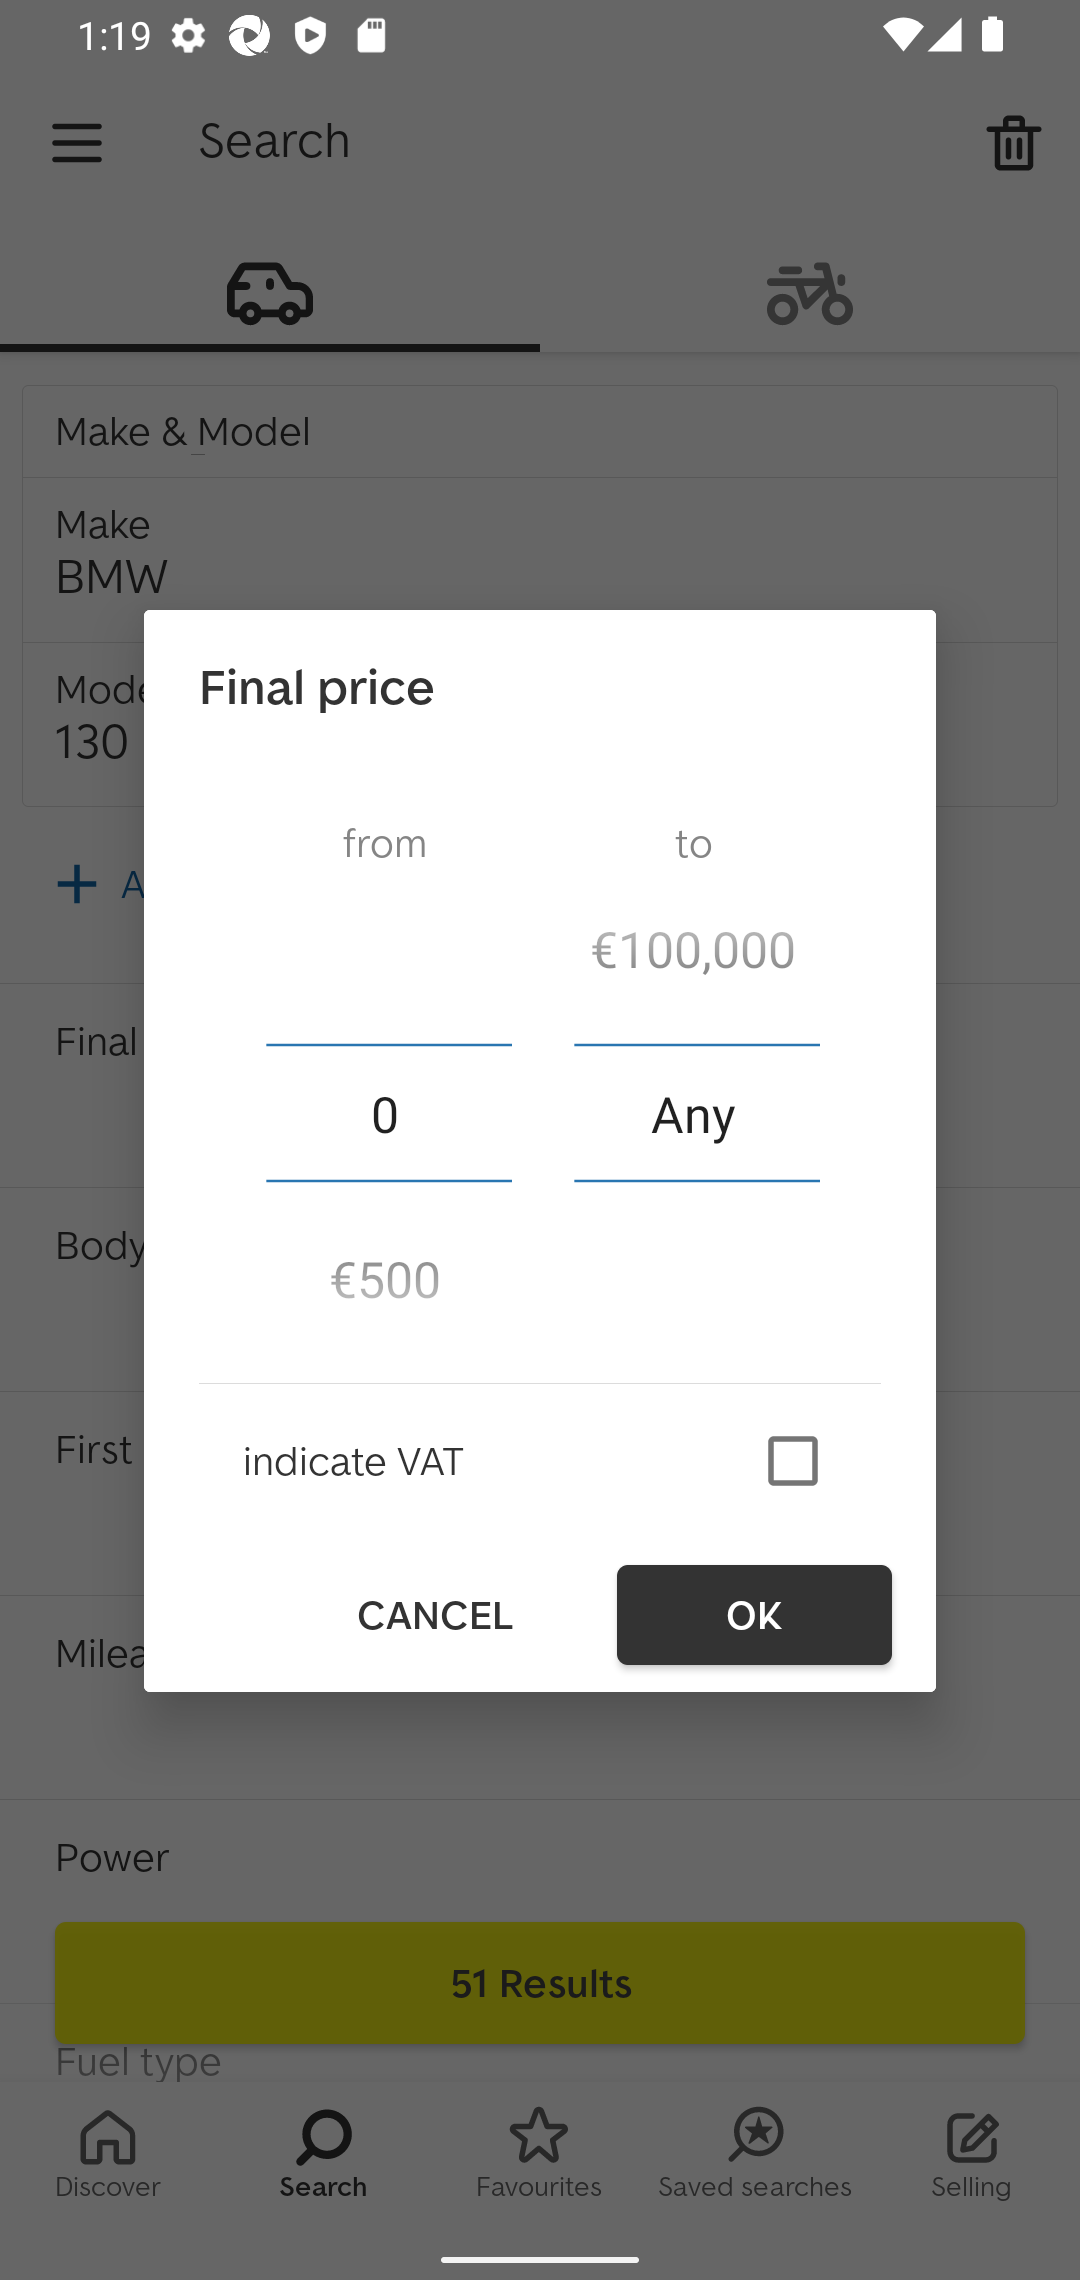 1:19
Search
Make & Model
Make
BMW
Mode
130
A
Final price
from
to
€100,000
0
Any
€500
indicate VAT
CANCEL
OK
Final
Body
First
Milea
Power
51 Results
Fuel type
Discover
Search
Favourites
Saved searches
Selling